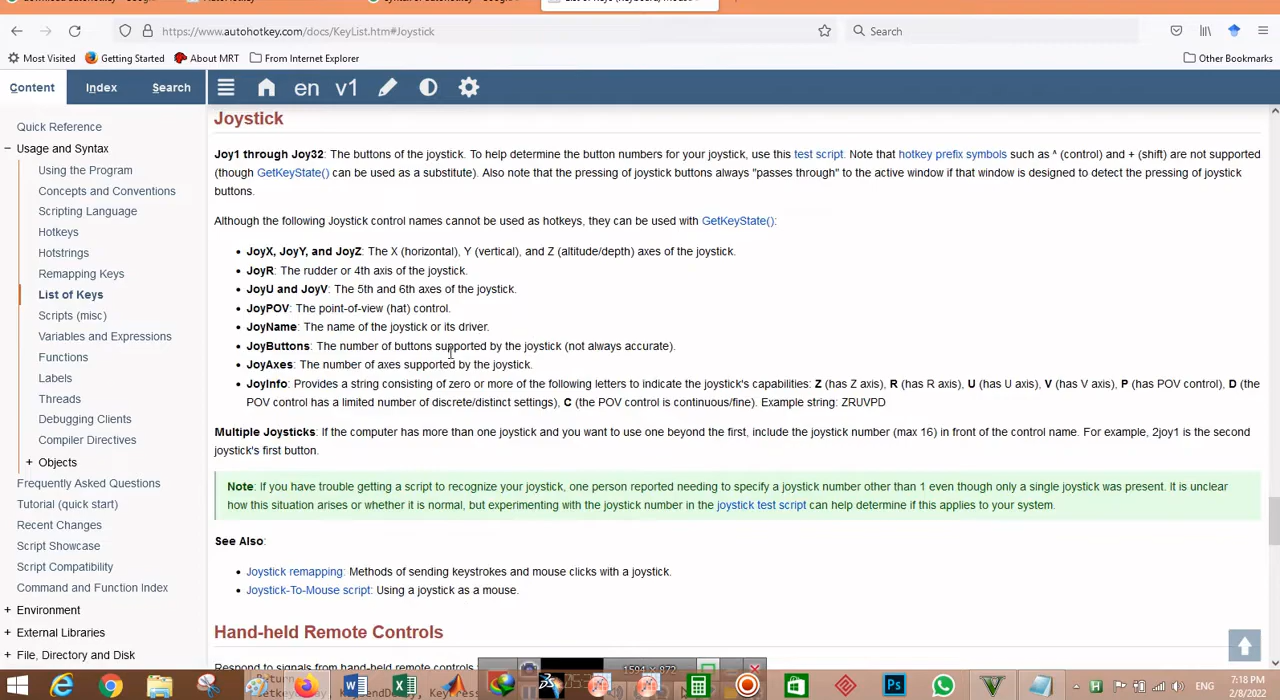 https://www.autohotkey.com/docs/KeyList.htm#Joystick
Search
Most Visited
Getting Started
About MRT
From Internet Explorer
Other Bookmarks
Content
Index
Search
en
v1
Quick Reference
Usage and Syntax
Using the Program
Concepts and Conventions
Scripting Language
Hotkeys
Hotstrings
Remapping Keys
List of Keys
Scripts (misc)
Variables and Expressions
Functions
Labels
Threads
Debugging Clients
Compiler Directives
Objects
Frequently Asked Questions
Tutorial (quick start)
Recent Changes
Script Showcase
Script Compatibility
Command and Function Index
Environment
External Libraries
File, Directory and Disk
Joystick
Joy1 through Joy32: The buttons of the joystick. To help determine the button numbers for your joystick, use this test script. Note that hotkey prefix symbols such as ^ (control) and + (shift) are not supported
(though GetKeyState() can be used as a substitute). Also note that the pressing of joystick buttons always "passes through" to the active window if that window is designed to detect the pressing of joystick
buttons.
Although the following Joystick control names cannot be used as hotkeys, they can be used with GetKeyState():
• JoyX, JoyY, and JoyZ: The X (horizontal), Y (vertical), and Z (altitude/depth) axes of the joystick.
• JoyR: The rudder or 4th axis of the joystick.
• JoyU and JoyV: The 5th and 6th axes of the joystick.
• JoyPOV: The point-of-view (hat) control.
• JoyName: The name of the joystick or its driver.
• JoyButtons: The number of buttons supported by the joystick (not always accurate).
• JoyAxes: The number of axes supported by the joystick.
• JoyInfo: Provides a string consisting of zero or more of the following letters to indicate the joystick's capabilities: Z (has Z axis), R (has R axis), U (has U axis), V (has V axis), P (has POV control), D (the
POV control has a limited number of discrete/distinct settings), C (the POV control is continuous/fine). Example string: ZRUVPD
Multiple Joysticks: If the computer has more than one joystick and you want to use one beyond the first, include the joystick number (max 16) in front of the control name. For example, 2joy1 is the second
joystick's first button.
Note: If you have trouble getting a script to recognize your joystick, one person reported needing to specify a joystick number other than 1 even though only a single joystick was present. It is unclear
how this situation arises or whether it is normal, but experimenting with the joystick number in the joystick test script can help determine if this applies to your system.
See Also:
• Joystick remapping: Methods of sending keystrokes and mouse clicks with a joystick.
• Joystick-To-Mouse script: Using a joystick as a mouse.
Hand-held Remote Controls
Respond to signals from hand-held remote controls
1594 x 872
Ps
ENG
7:18 PM
2/8/2022